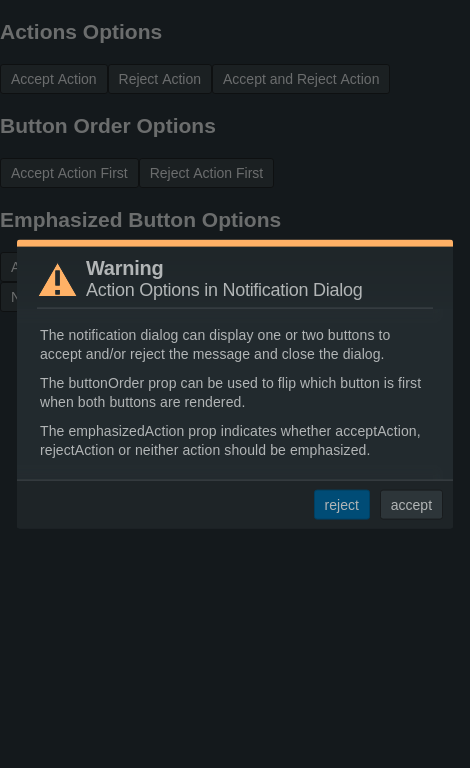 Actions Options
Accept Action Reject Action Accept and Reject Action
Button Order Options
Accept Action First Reject Action First
Emphasized Button Options
Warning
Action Options in Notification Dialog
The notification dialog can display one or two buttons to
accept and/or reject the message and close the dialog.
The buttonOrder prop can be used to flip which button is first
when both buttons are rendered.
The emphasizedAction prop indicates whether acceptAction,
rejectAction or neither action should be emphasized.
reject accept